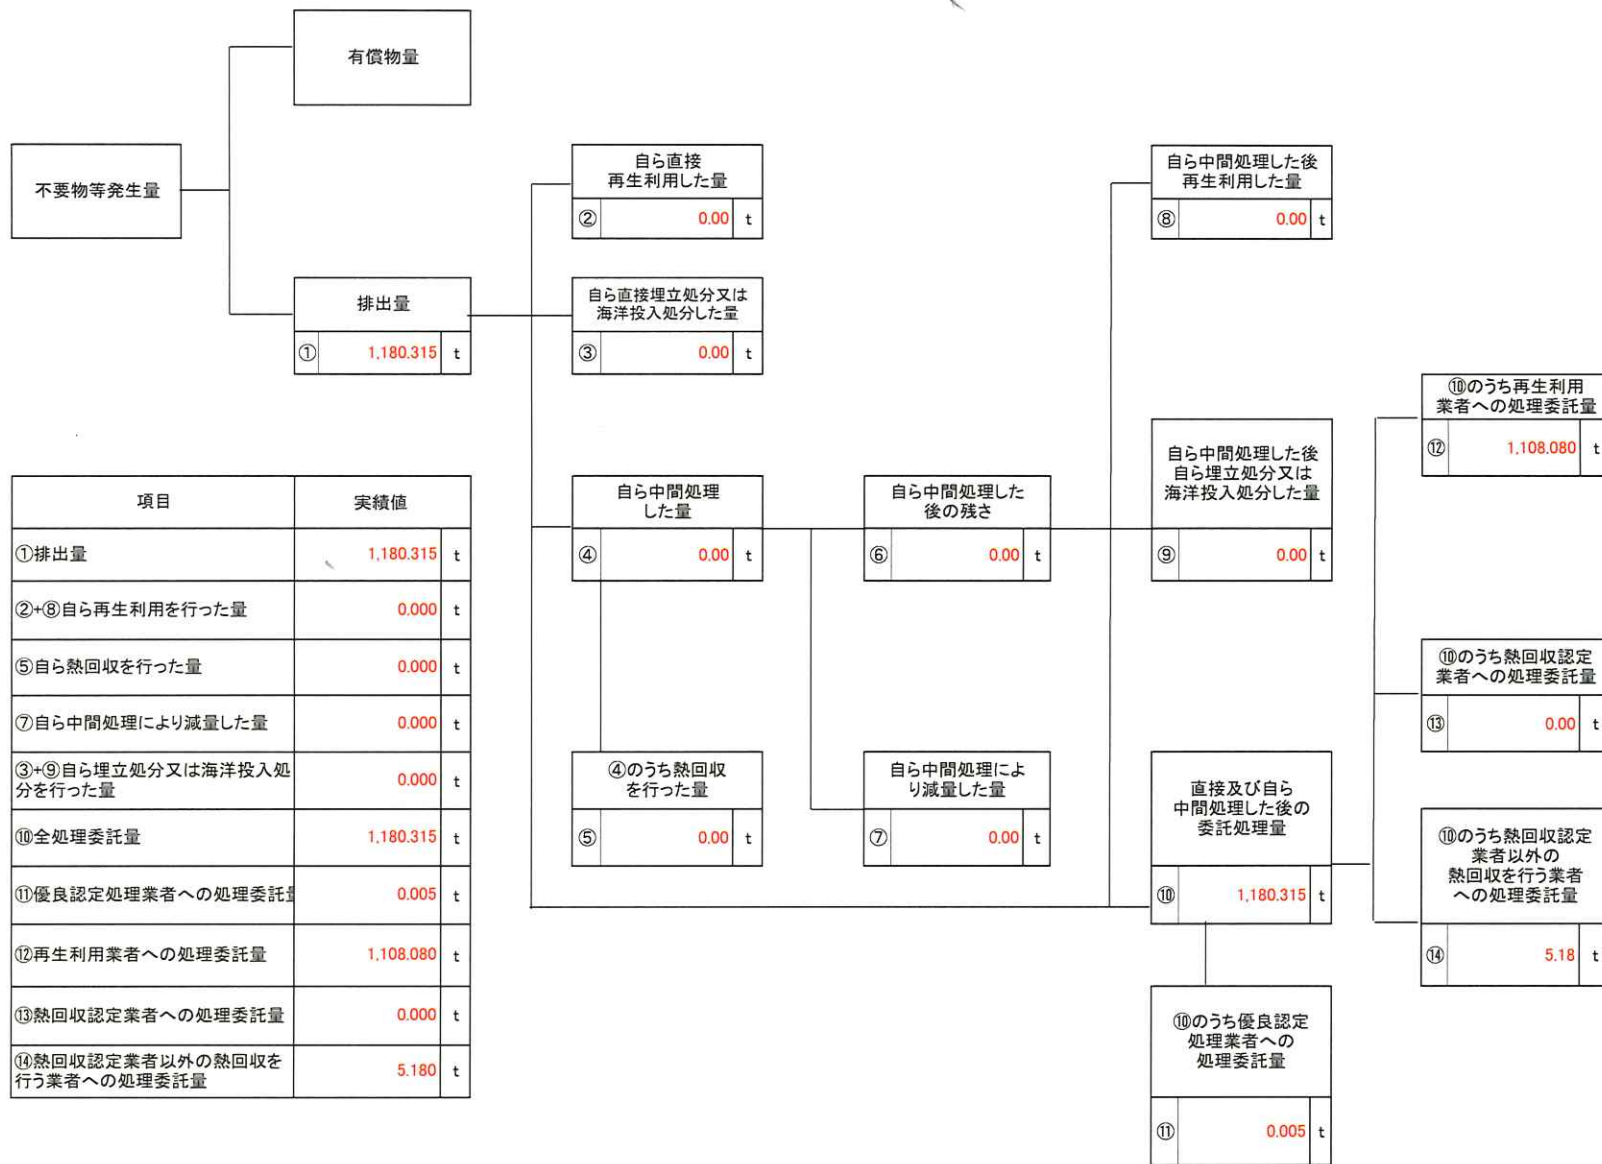 有償物量
不要物等発生量
排出量
① 1,180.315 t
自ら直接
再生利用した量
② 0.00 t
自ら直接埋立処分又は
海洋投入処分した量
③ 0.00 t
自ら中間処理
した量
④ 0.00 t
④のうち熱回収
を行った量
⑤ 0.00 t
自ら中間処理した
後の残さ
⑥ 0.00 t
自ら中間処理によ
り減量した量
⑦ 0.00 t
自ら中間処理した後
再生利用した量
⑧ 0.00 t
自ら中間処理した後
自ら埋立処分又は
海洋投入処分した量
⑨ 0.00 t
直接及び自ら
中間処理した後の
委託処理量
⑩ 1,180.315 t
⑩のうち優良認定
処理業者への
処理委託量
⑪ 0.005 t
⑩のうち再生利用
業者への処理委託量
⑫ 1,108.080 t
⑩のうち熱回収認定
業者への処理委託量
⑬ 0.00 t
⑩のうち熱回収認定
業者以外の
熱回収を行う業者
への処理委託量
⑭ 5.18 t
項目 実績値
①排出量 1,180.315 t
②+⑧自ら再生利用を行った量 0.000 t
⑤自ら熱回収を行った量 0.000 t
⑦自ら中間処理により減量した量 0.000 t
③+⑨自ら埋立処分又は海洋投入処
分を行った量 0.000 t
⑩全処理委託量 1,180.315 t
⑪優良認定処理業者への処理委託量 0.005 t
⑫再生利用業者への処理委託量 1,108.080 t
⑬熱回収認定業者への処理委託量 0.000 t
⑭熱回収認定業者以外の熱回収を
行う業者への処理委託量 5.180 t